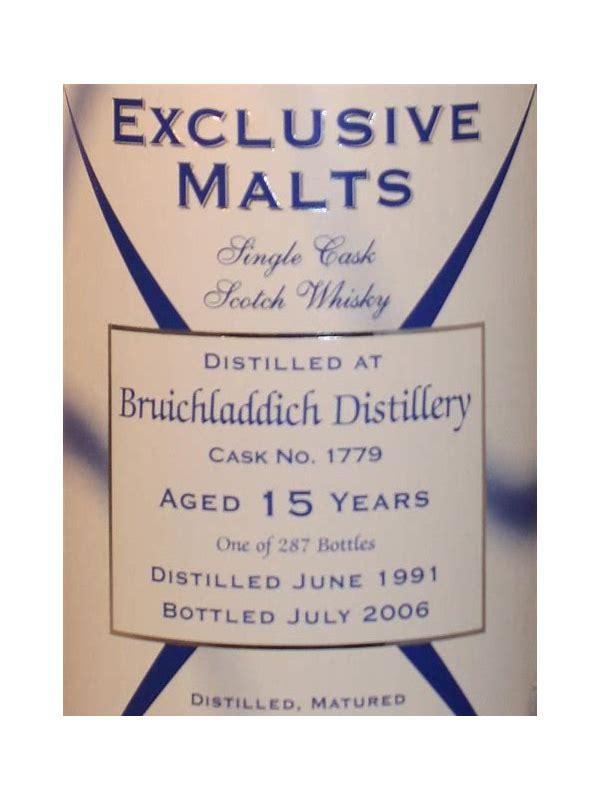 Exclusive
Malts
Single Cask
Scotch Whisky
Distilled at
Bruichladdich Distillery
Cask No. 1779
Aged 15 Years
One of 287 Bottles
Distilled June 1991
Bottled July 2006
Distilled, Matured